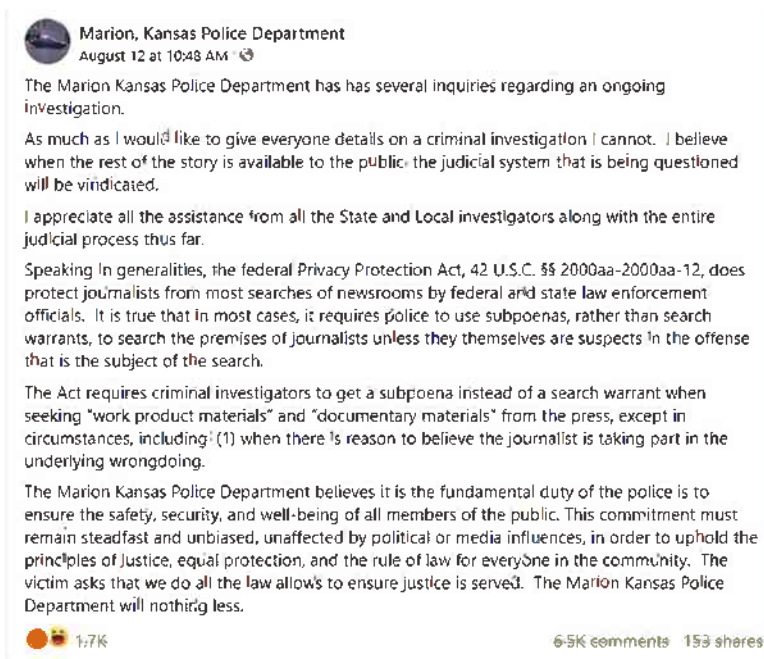 Marion, Kansas Police Department
August 12 at 10:48 AM
The Marion Kansas Police Department has has several inquiries regarding an ongoing
investigation.
As much as I would like to give everyone details on a criminal investigation I cannot. I believe
when the rest of the story is available to the public, the judicial system that is being questioned
will be vindicated.
I appreciate all the assistance from all the State and Local investigators along with the entire
judicial process thus far.
Speaking in generalities, the federal Privacy Protection Act, 42 U.S.C. §§ 2000aa-2000aa-12, does
protect journalists from most searches of newsrooms by federal and state law enforcement
officials. It is true that in most cases, it requires police to use subpoenas, rather than search
warrants, to search the premises of journalists unless they themselves are suspects in the offense
that is the subject of the search.
The Act requires criminal investigators to get a subpoena instead of a search warrant when
seeking "work product materials" and "documentary materials" from the press, except in
circumstances, including: (1) when there is reason to believe the journalist is taking part in the
underlying wrongdoing.
The Marion Kansas Police Department believes it is the fundamental duty of the police is to
ensure the safety, security, and well-being of all members of the public. This commitment must
remain steadfast and unbiased, unaffected by political or media influences, in order to uphold the
principles of justice, equal protection, and the rule of law for everyone in the community. The
victim asks that we do all the law allows to ensure justice is served. The Marion Kansas Police
Department will nothing less.
1.7K 6.5K comments 153 shares